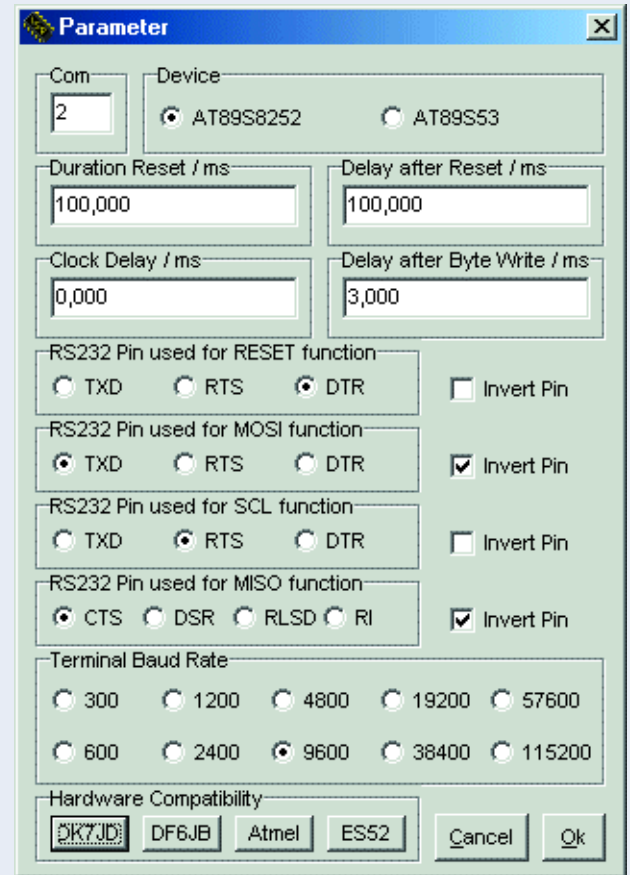 Parameter
Com
2
Device
AT89S8252
AT89S53
Duration Reset / ms
100,000
Delay after Reset / ms
100,000
Clock Delay / ms
0,000
Delay after Byte Write / ms
3,000
RS232 Pin used for RESET function
TXD RTS DTR
Invert Pin
RS232 Pin used for MOSI function
TXD RTS DTR
Invert Pin
RS232 Pin used for SCL function
TXD RTS DTR
Invert Pin
RS232 Pin used for MISO function
CTS DSR RLSD RI
Invert Pin
Terminal Baud Rate
300 1200 4800 19200 57600
600 2400 9600 38400 115200
Hardware Compatibility
DK7JD DF6JB Atmel ES52
Cancel Ok